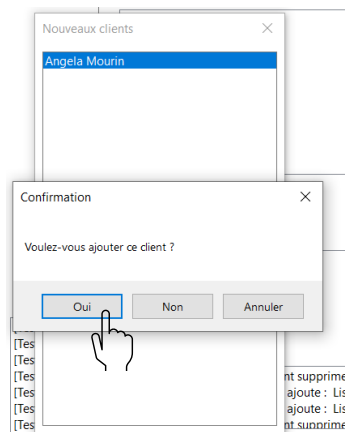 Nouveaux clients
Angela Mourin
Confirmation
Voulez-vous ajouter ce client ?
Oui Non Annuler
[Tes
[Tes
[Tes nt supprime
[Tes ajoute : Lis
[Tes ajoute : Lis
[Tes nt supprime